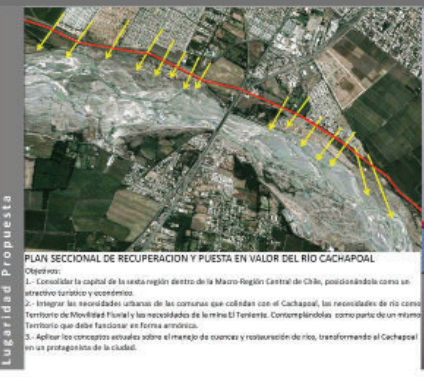 Lugaridad Propuesta
PLAN SECCIONAL DE RECUPERACION Y PUESTA EN VALOR DEL RÍO CACHAPOAL
Objetivos:
1.- Consolidar la capital de la sexta región dentro de la Macro-Región Central de Chile, posicionándola como un
atractivo turístico y económico.
2.- Integrar las necesidades urbanas de las comunas que colindan con el Cachapoal, las necesidades de río como
Territorio de Movilidad Fluvial y las necesidades de la mina El Teniente. Contemplándolas como parte de un mismo
Territorio que debe funcionar en forma armónica.
3.- Aplicar los conceptos actuales sobre el manejo de cuencas y restauración de ríos, transformando al Cachapoal
en un protagonista de la ciudad.